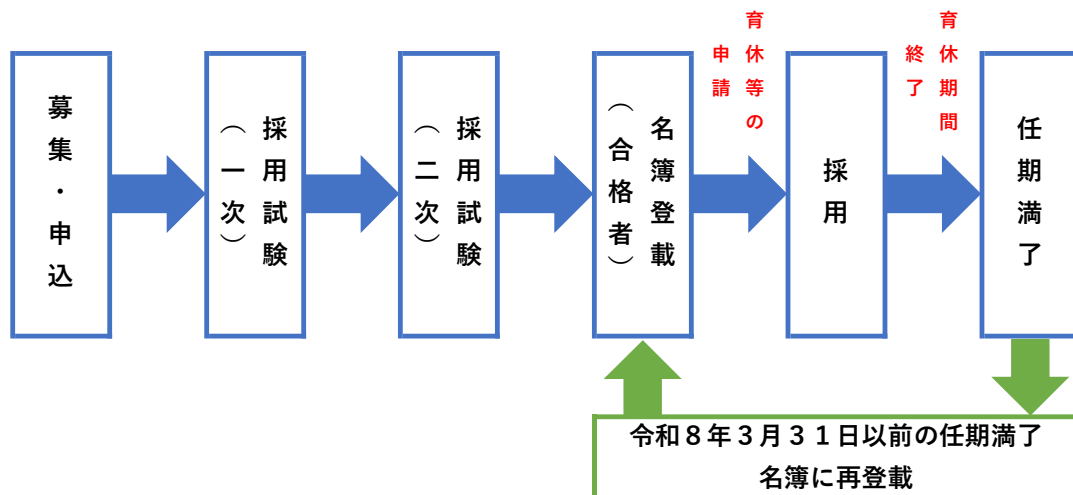 募集・申込
採用試験
（一次）
採用試験
（二次）
名簿登載
（合格者）
育休等の
申請
採用
育休期間
終了
任期満了
令和８年３月３１日以前の任期満了
名簿に再登載